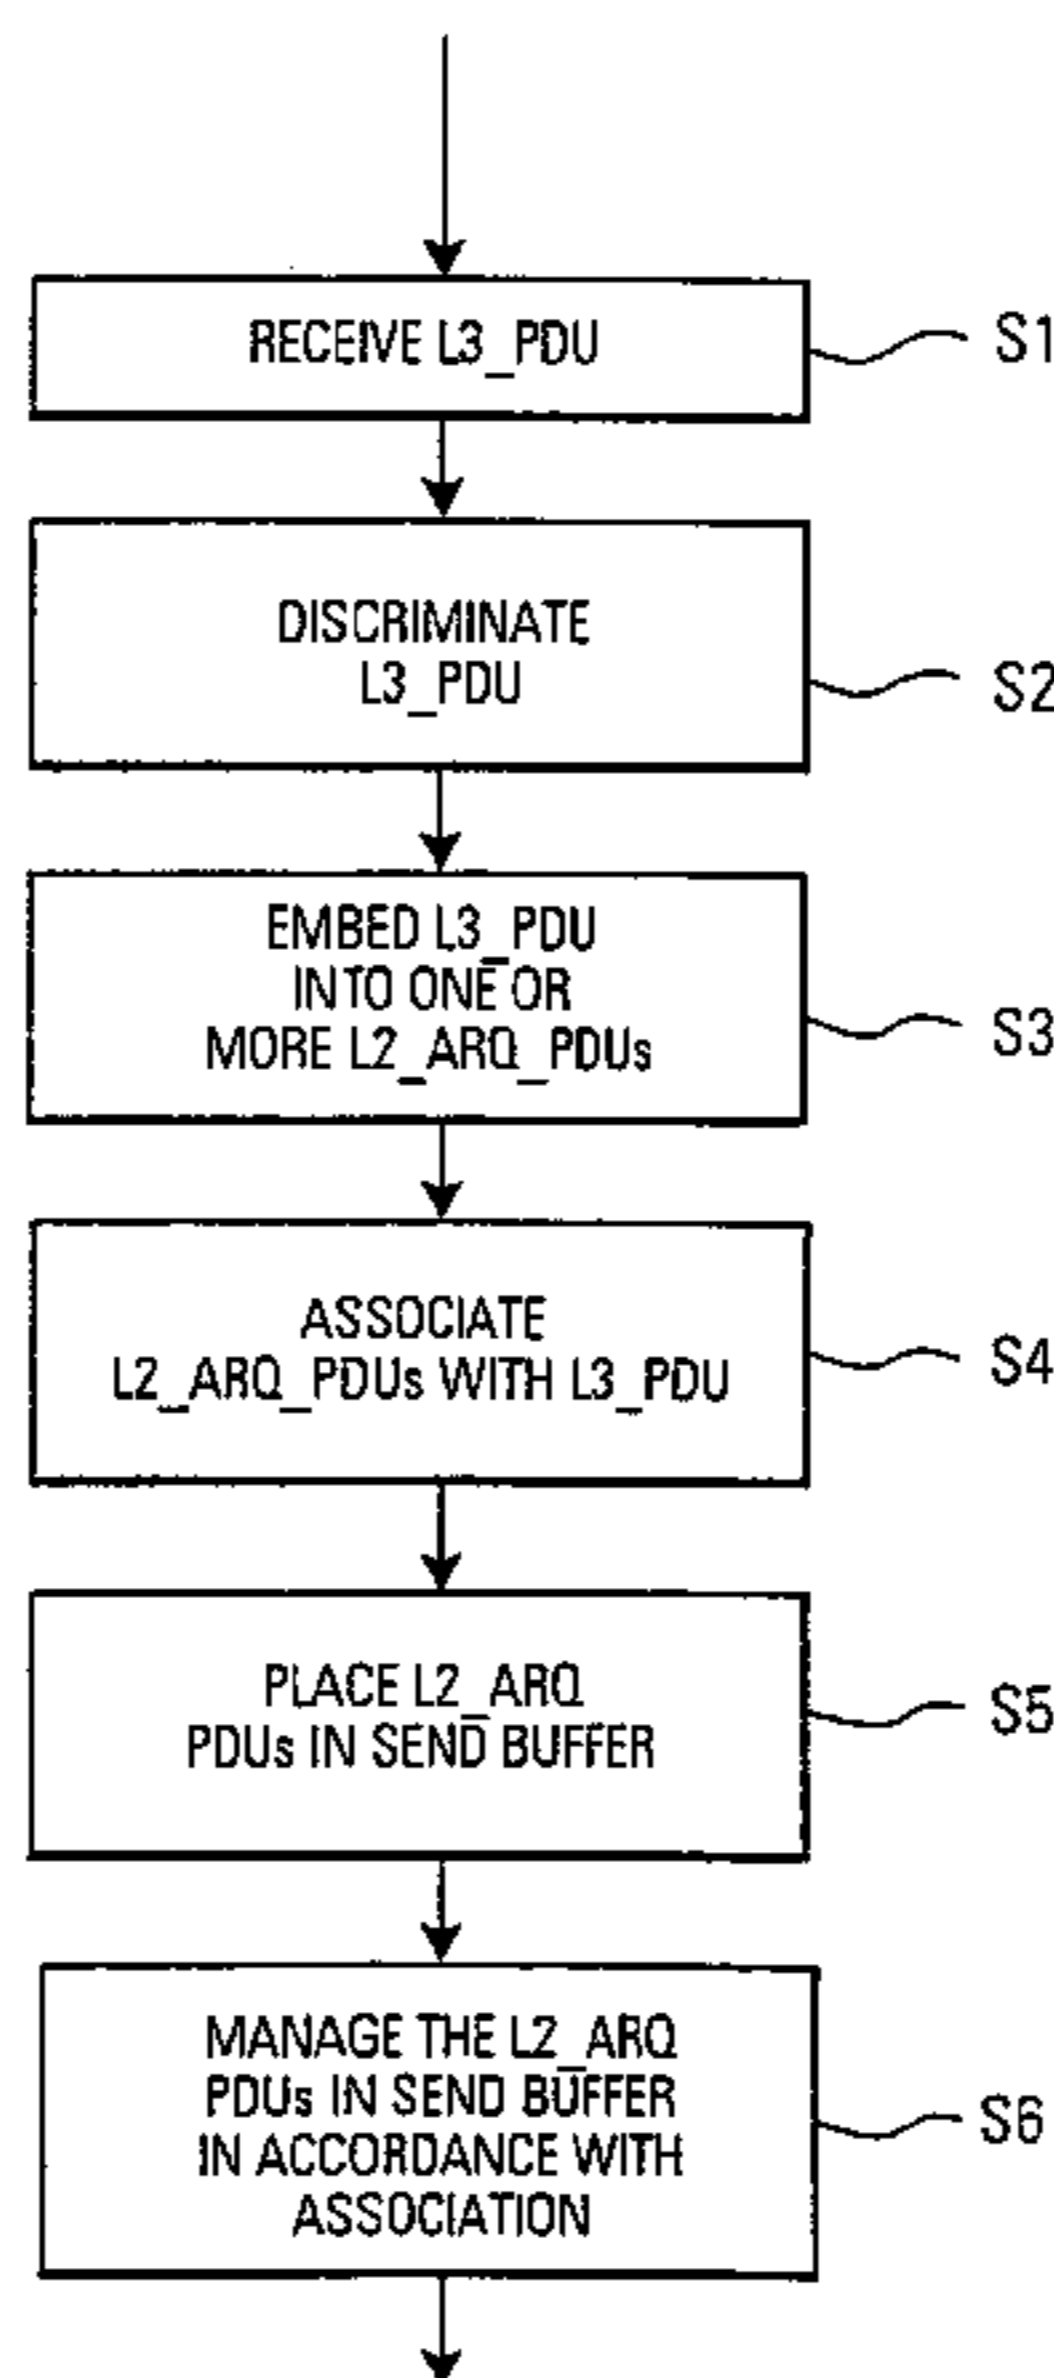 RECEIVE L3_PDU
S1
DISCRIMINATE
L3_PDU
S2
EMBED L3_PDU
INTO ONE OR
MORE L2_ARQ_PDUs
S3
ASSOCIATE
L2_ARQ_PDUs WITH L3_PDU
S4
PLACE L2_ARQ
PDUs IN SEND BUFFER
S5
MANAGE THE L2_ARQ
PDUs IN SEND BUFFER
IN ACCORDANCE WITH
ASSOCIATION
S6